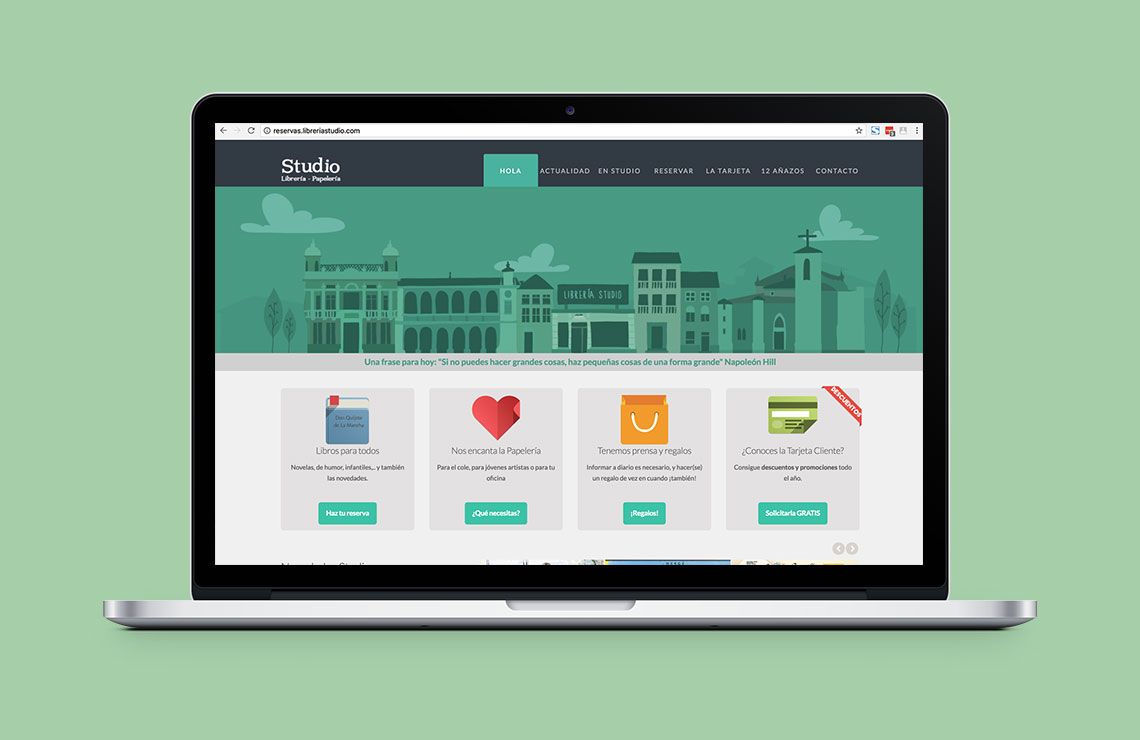 reservas.libreriastudio.com
Studio
Librería - Papelería
HOLA
ACTUALIDAD
EN STUDIO
RESERVAR
LA TARJETA
12 AÑAZOS
CONTACTO
LIBRERÍA STUDIO
Una frase para hoy: "Si no puedes hacer grandes cosas, haz pequeñas cosas de una forma grande" Napoleón Hill
Don Quijote
de La Mancha
Libros para todos
Novelas, de humor, infantiles,.. y también
las novedades.
Haz tu reserva
Nos encanta la Papelería
Para el cole, para jóvenes artistas o para tu
oficina
¿Qué necesitas?
Tenemos prensa y regalos
Informar a diario es necesario, y hacer(se)
un regalo de vez en cuando ¡también!
¡Regalos!
DESCUENTOS
¿Conoces la Tarjeta Cliente?
Consigue descuentos y promociones todo
el año.
Solicitarla GRATIS